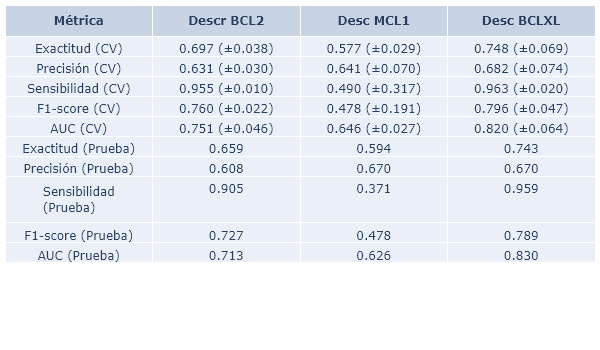 Métrica Descr BCL2 Desc MCL1 Desc BCLXL
Exactitud (CV) 0.697 (±0.038) 0.577 (±0.029) 0.748 (±0.069)
Precisión (CV) 0.631 (±0.030) 0.641 (±0.070) 0.682 (±0.074)
Sensibilidad (CV) 0.955 (±0.010) 0.490 (±0.317) 0.963 (±0.020)
F1-score (CV) 0.760 (±0.022) 0.478 (±0.191) 0.796 (±0.047)
AUC (CV) 0.751 (±0.046) 0.646 (±0.027) 0.820 (±0.064)
Exactitud (Prueba) 0.659 0.594 0.743
Precisión (Prueba) 0.608 0.670 0.670
Sensibilidad 0.905 0.371 0.959
(Prueba)
F1-score (Prueba) 0.727 0.478 0.789
AUC (Prueba) 0.713 0.626 0.830